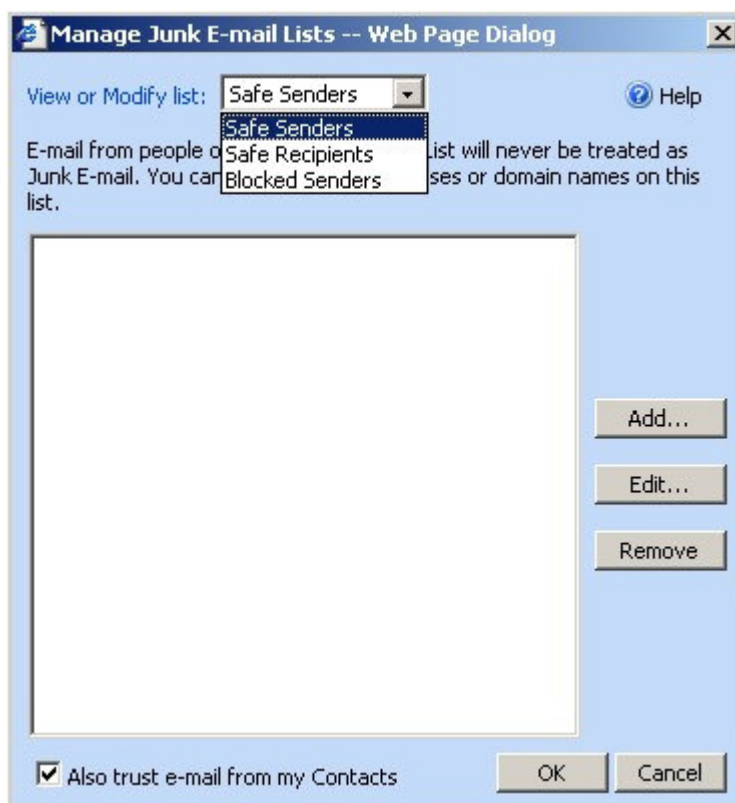 Manage Junk E-mail Lists -- Web Page Dialog
View or Modify list: Safe Senders Help
Safe Senders
Safe Recipients
Blocked Senders
E-mail from people List will never be treated as
Junk E-mail. You can or domain names on this
list.
Add...
Edit...
Remove
Also trust e-mail from my Contacts OK Cancel